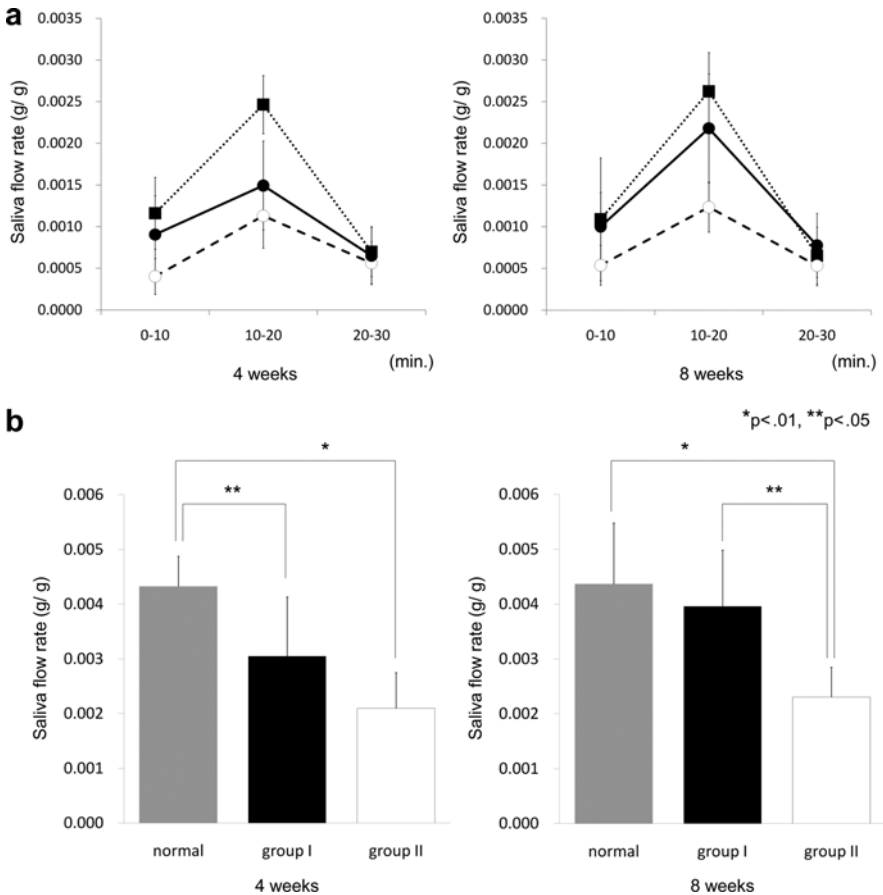 a
Saliva flow rate (g/ g)
0.0035
0.0030
0.0025
0.0020
0.0015
0.0010
0.0005
0.0000
0-10 10-20 20-30
(min.)
4 weeks
Saliva flow rate (g/ g)
0.0035
0.0030
0.0025
0.0020
0.0015
0.0010
0.0005
0.0000
0-10 10-20 20-30
(min.)
8 weeks
b
*p<.01, **p<.05
Saliva flow rate (g/ g)
0.006
0.005
0.004
0.003
0.002
0.001
0.000
*
**
normal group I group II
4 weeks
Saliva flow rate (g/ g)
0.006
0.005
0.004
0.003
0.002
0.001
0.000
*
**
normal group I group II
8 weeks